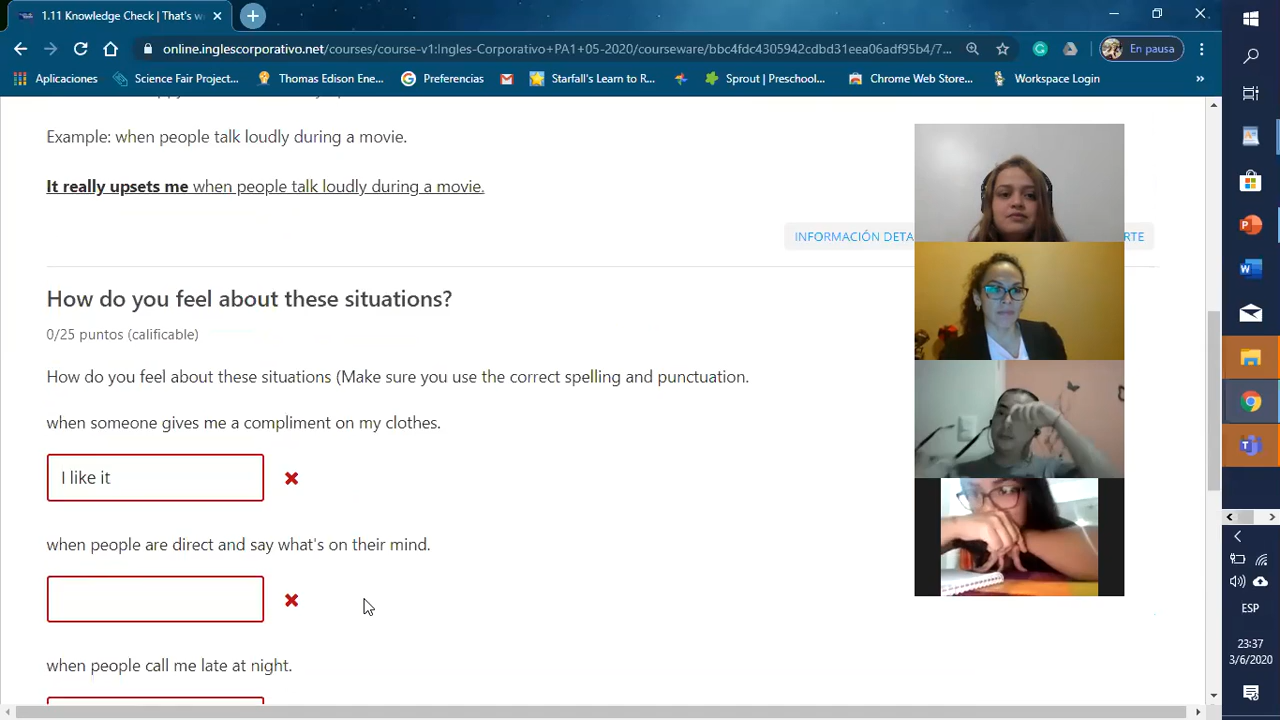 1.11 Knowledge Check | That's w
online.inglescorporativo.net/courses/course-v1:Ingles-Corporativo+PA1+05-2020/courseware/bbc4fdc4305942cdbd31eea06adf95b4/7...
En pausa
Aplicaciones
Science Fair Project...
Thomas Edison Ene...
Preferencias
Starfall's Learn to R...
Sprout | Preschool...
Chrome Web Store...
Workspace Login
Example: when people talk loudly during a movie.
It really upsets me when people talk loudly during a movie.
INFORMACIÓN DETA
RTE
How do you feel about these situations?
0/25 puntos (calificable)
How do you feel about these situations (Make sure you use the correct spelling and punctuation.
when someone gives me a compliment on my clothes.
I like it
when people are direct and say what's on their mind.
when people call me late at night.
ESP
23:37
3/6/2020